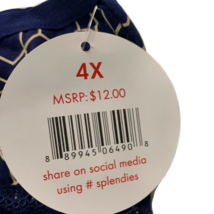 4X
MSRP: $12.00
8 89945 06490 8
share on social media
using # splendies